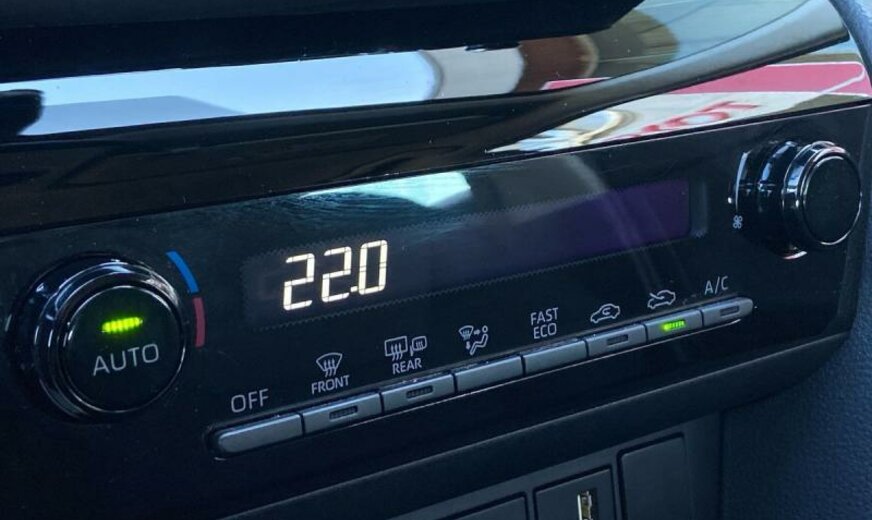 22.0
AUTO
OFF
FRONT
REAR
FAST
ECO
A/C